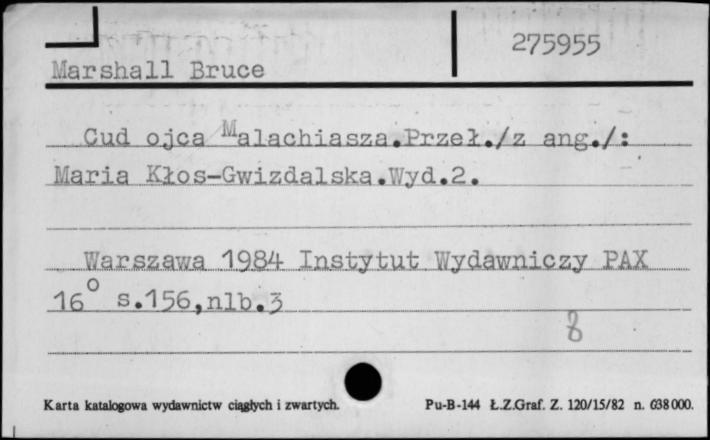 275955
Marshall Bruce
Cud ojca Malachiasza.Przeł./z ang./:
Maria Kłos-Gwizdalska.Wyd.2.
Warszawa 1984 Instytut Wydawniczy PAX
16° s.156,nlb.3
8
Karta katalogowa wydawnictw ciągłych i zwartych. Pu-B-144 Ł.Z.Graf. Z. 120/15/82 n. 638000.